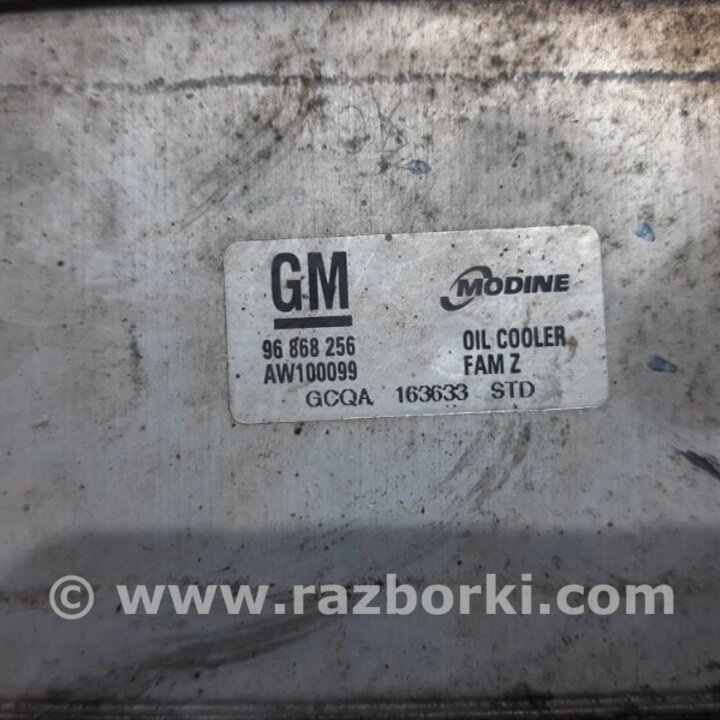 GM MODINE
96 868 256 OIL COOLER
AW100099 FAM Z
GCQA 163633 STD
© www.razborki.com